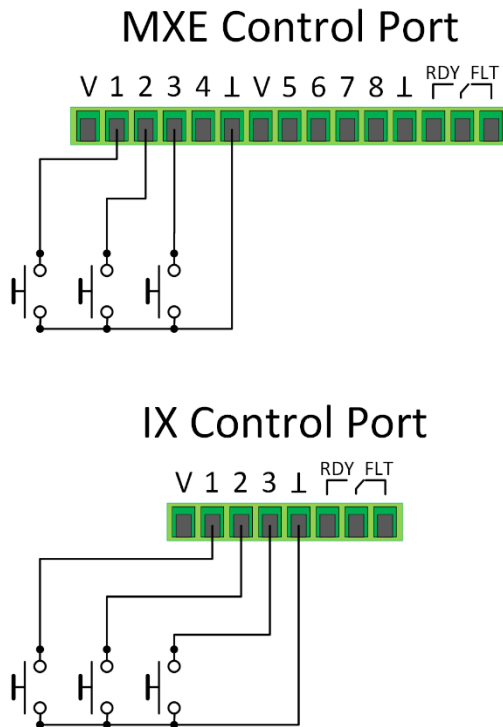 MXE Control Port
V 1 2 3 4 ⊥ V 5 6 7 8 ⊥ RDY FLT
IX Control Port
V 1 2 3 ⊥ RDY FLT